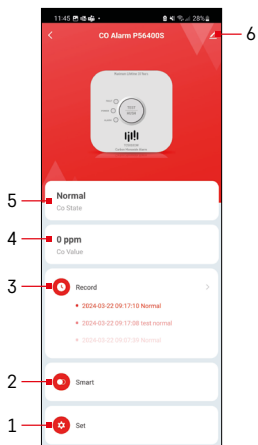 11:45
28%
CO Alarm P56400S
6
TEST
5
Normal
Co State
4
0 ppm
Co Value
3
Record
2024-03-22 09:17:10 Normal
2024-03-22 09:17:08 test normal
2024-03-22 09:07:39 Normal
2
Smart
1
Set